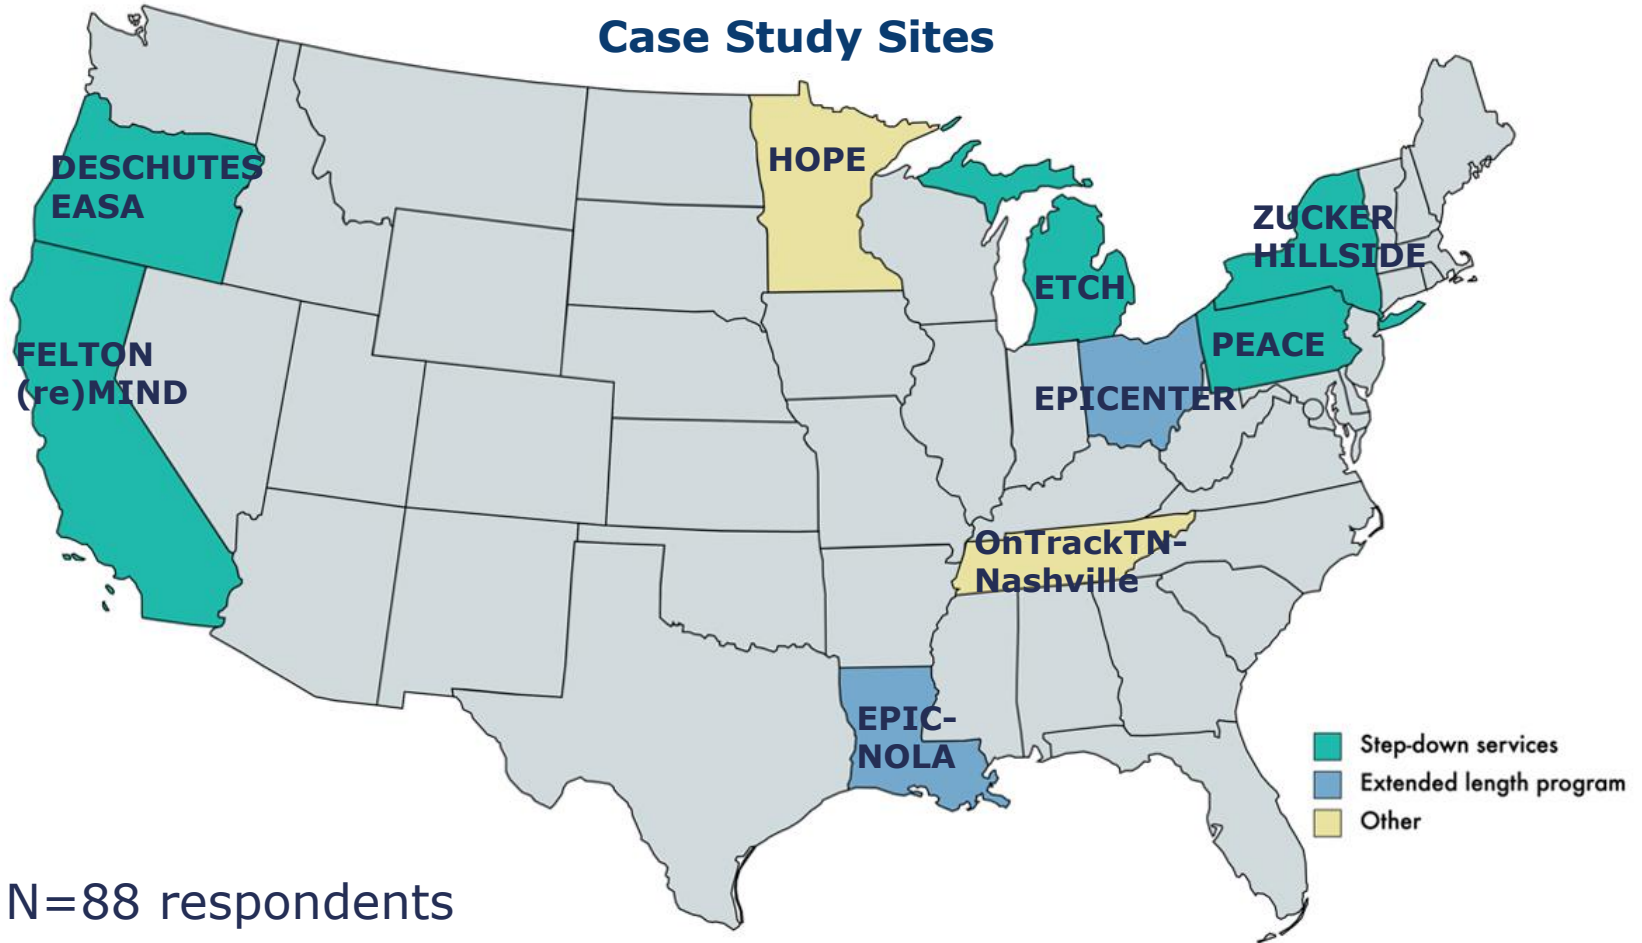 Case Study Sites
DESCHUTES
EASA
HOPE
ZUCKER
HILLSIDE
ETCH
FELTON
(re)MIND
PEACE
EPICENTER
OnTrackTN-
Nashville
EPIC-
NOLA
Step-down services
Extended length program
Other
N=88 respondents